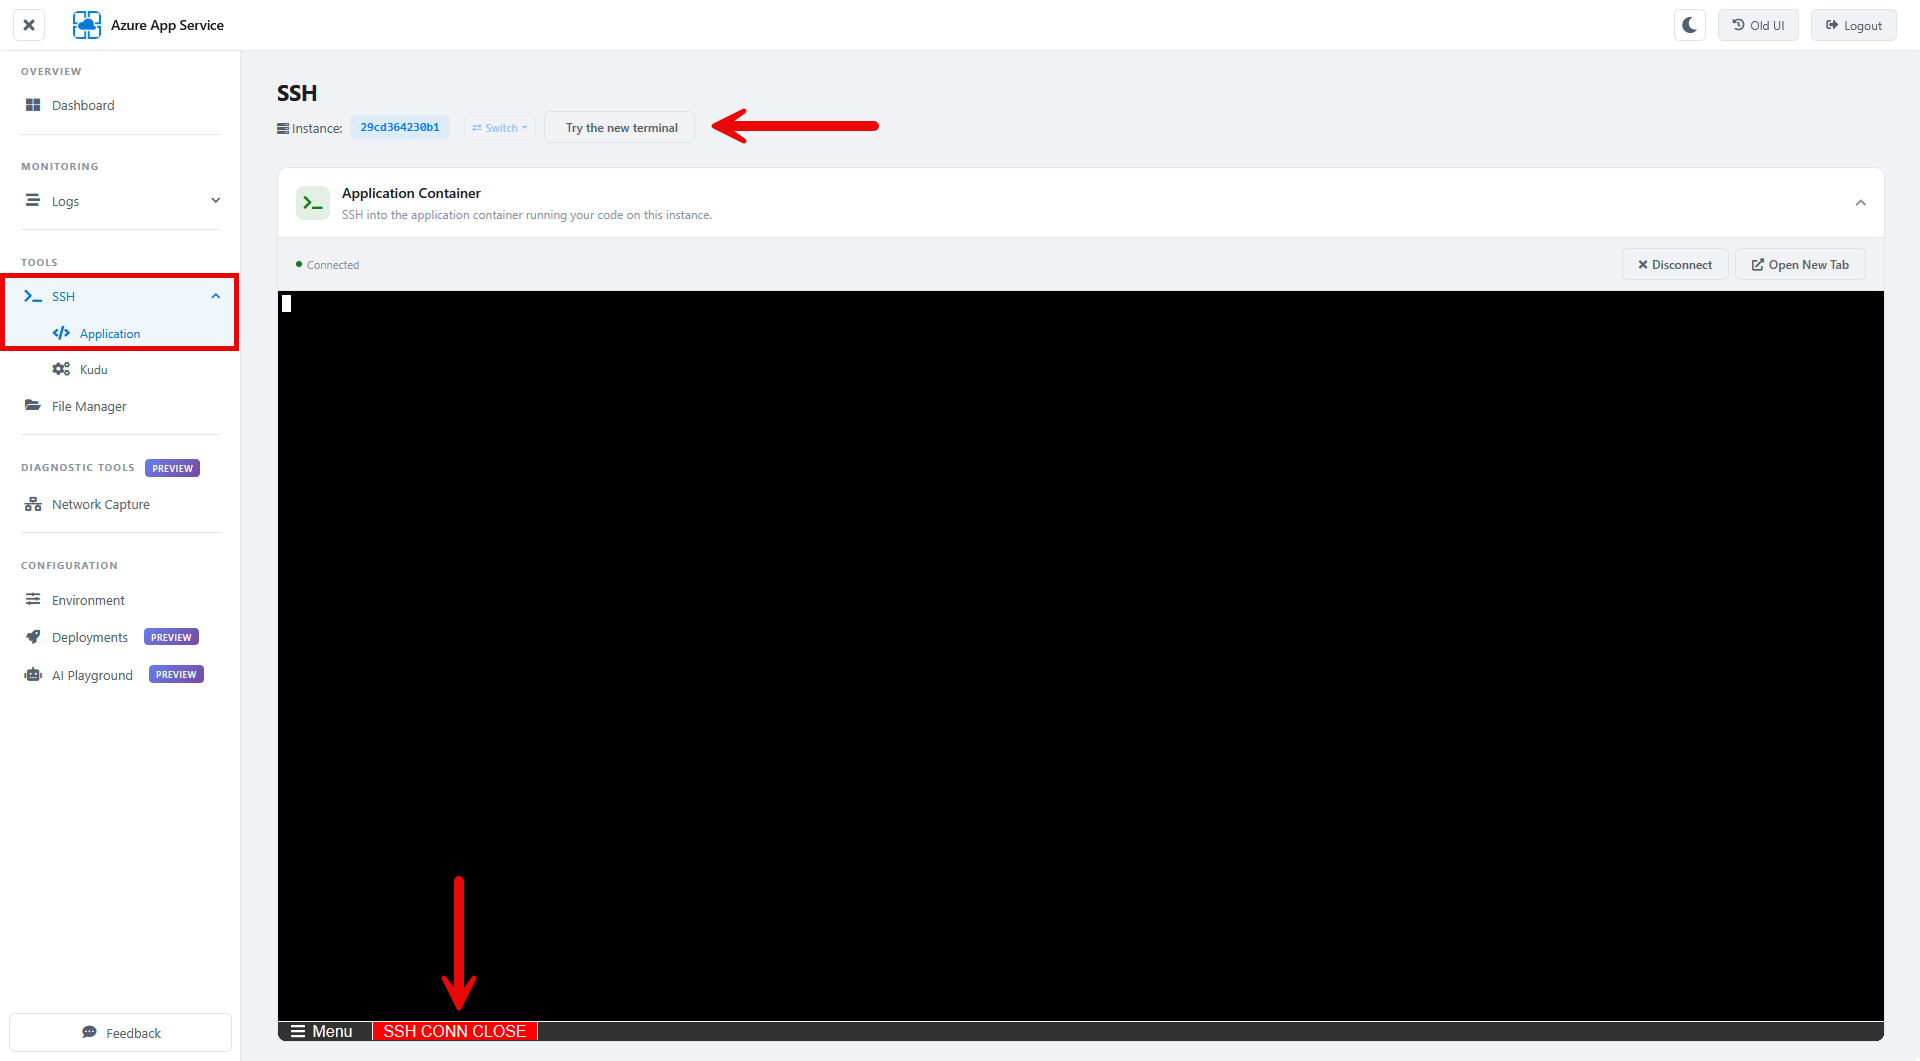 Azure App Service
Old UI
Logout
OVERVIEW
Dashboard
MONITORING
Logs
TOOLS
SSH
Application
Kudu
File Manager
DIAGNOSTIC TOOLS PREVIEW
Network Capture
CONFIGURATION
Environment
Deployments PREVIEW
AI Playground PREVIEW
Feedback
SSH
Instance: 29cd364230b1 Switch Try the new terminal
Application Container
SSH into the application container running your code on this instance.
Connected
Disconnect
Open New Tab
Menu SSH CONN CLOSE